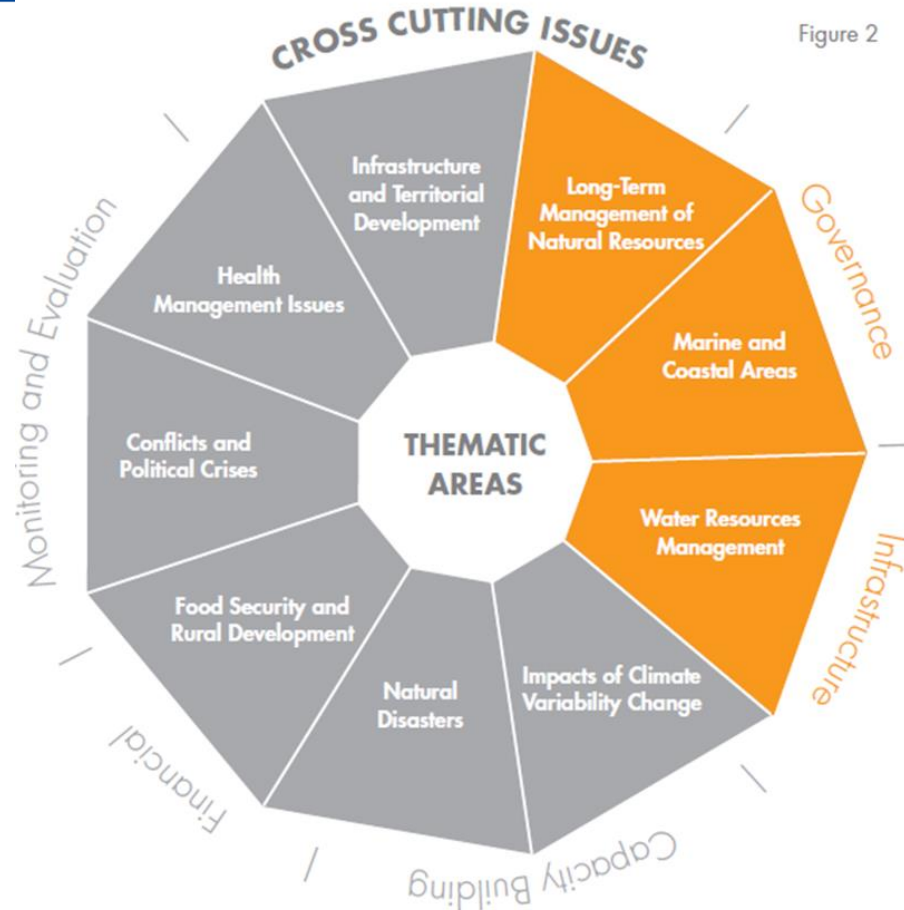 CROSS CUTTING ISSUES
Figure 2
Infrastructure
and Territorial
Development
Long-Term
Management of
Natural Resources
Governance
Health
Management Issues
Marine and
Coastal Areas
Monitoring and Evaluation
Conflicts and
Political Crises
THEMATIC
AREAS
Water Resources
Management
Infrastructure
Food Security and
Rural Development
Natural
Disasters
Impacts of Climate
Variability Change
Financial
Capacity Building